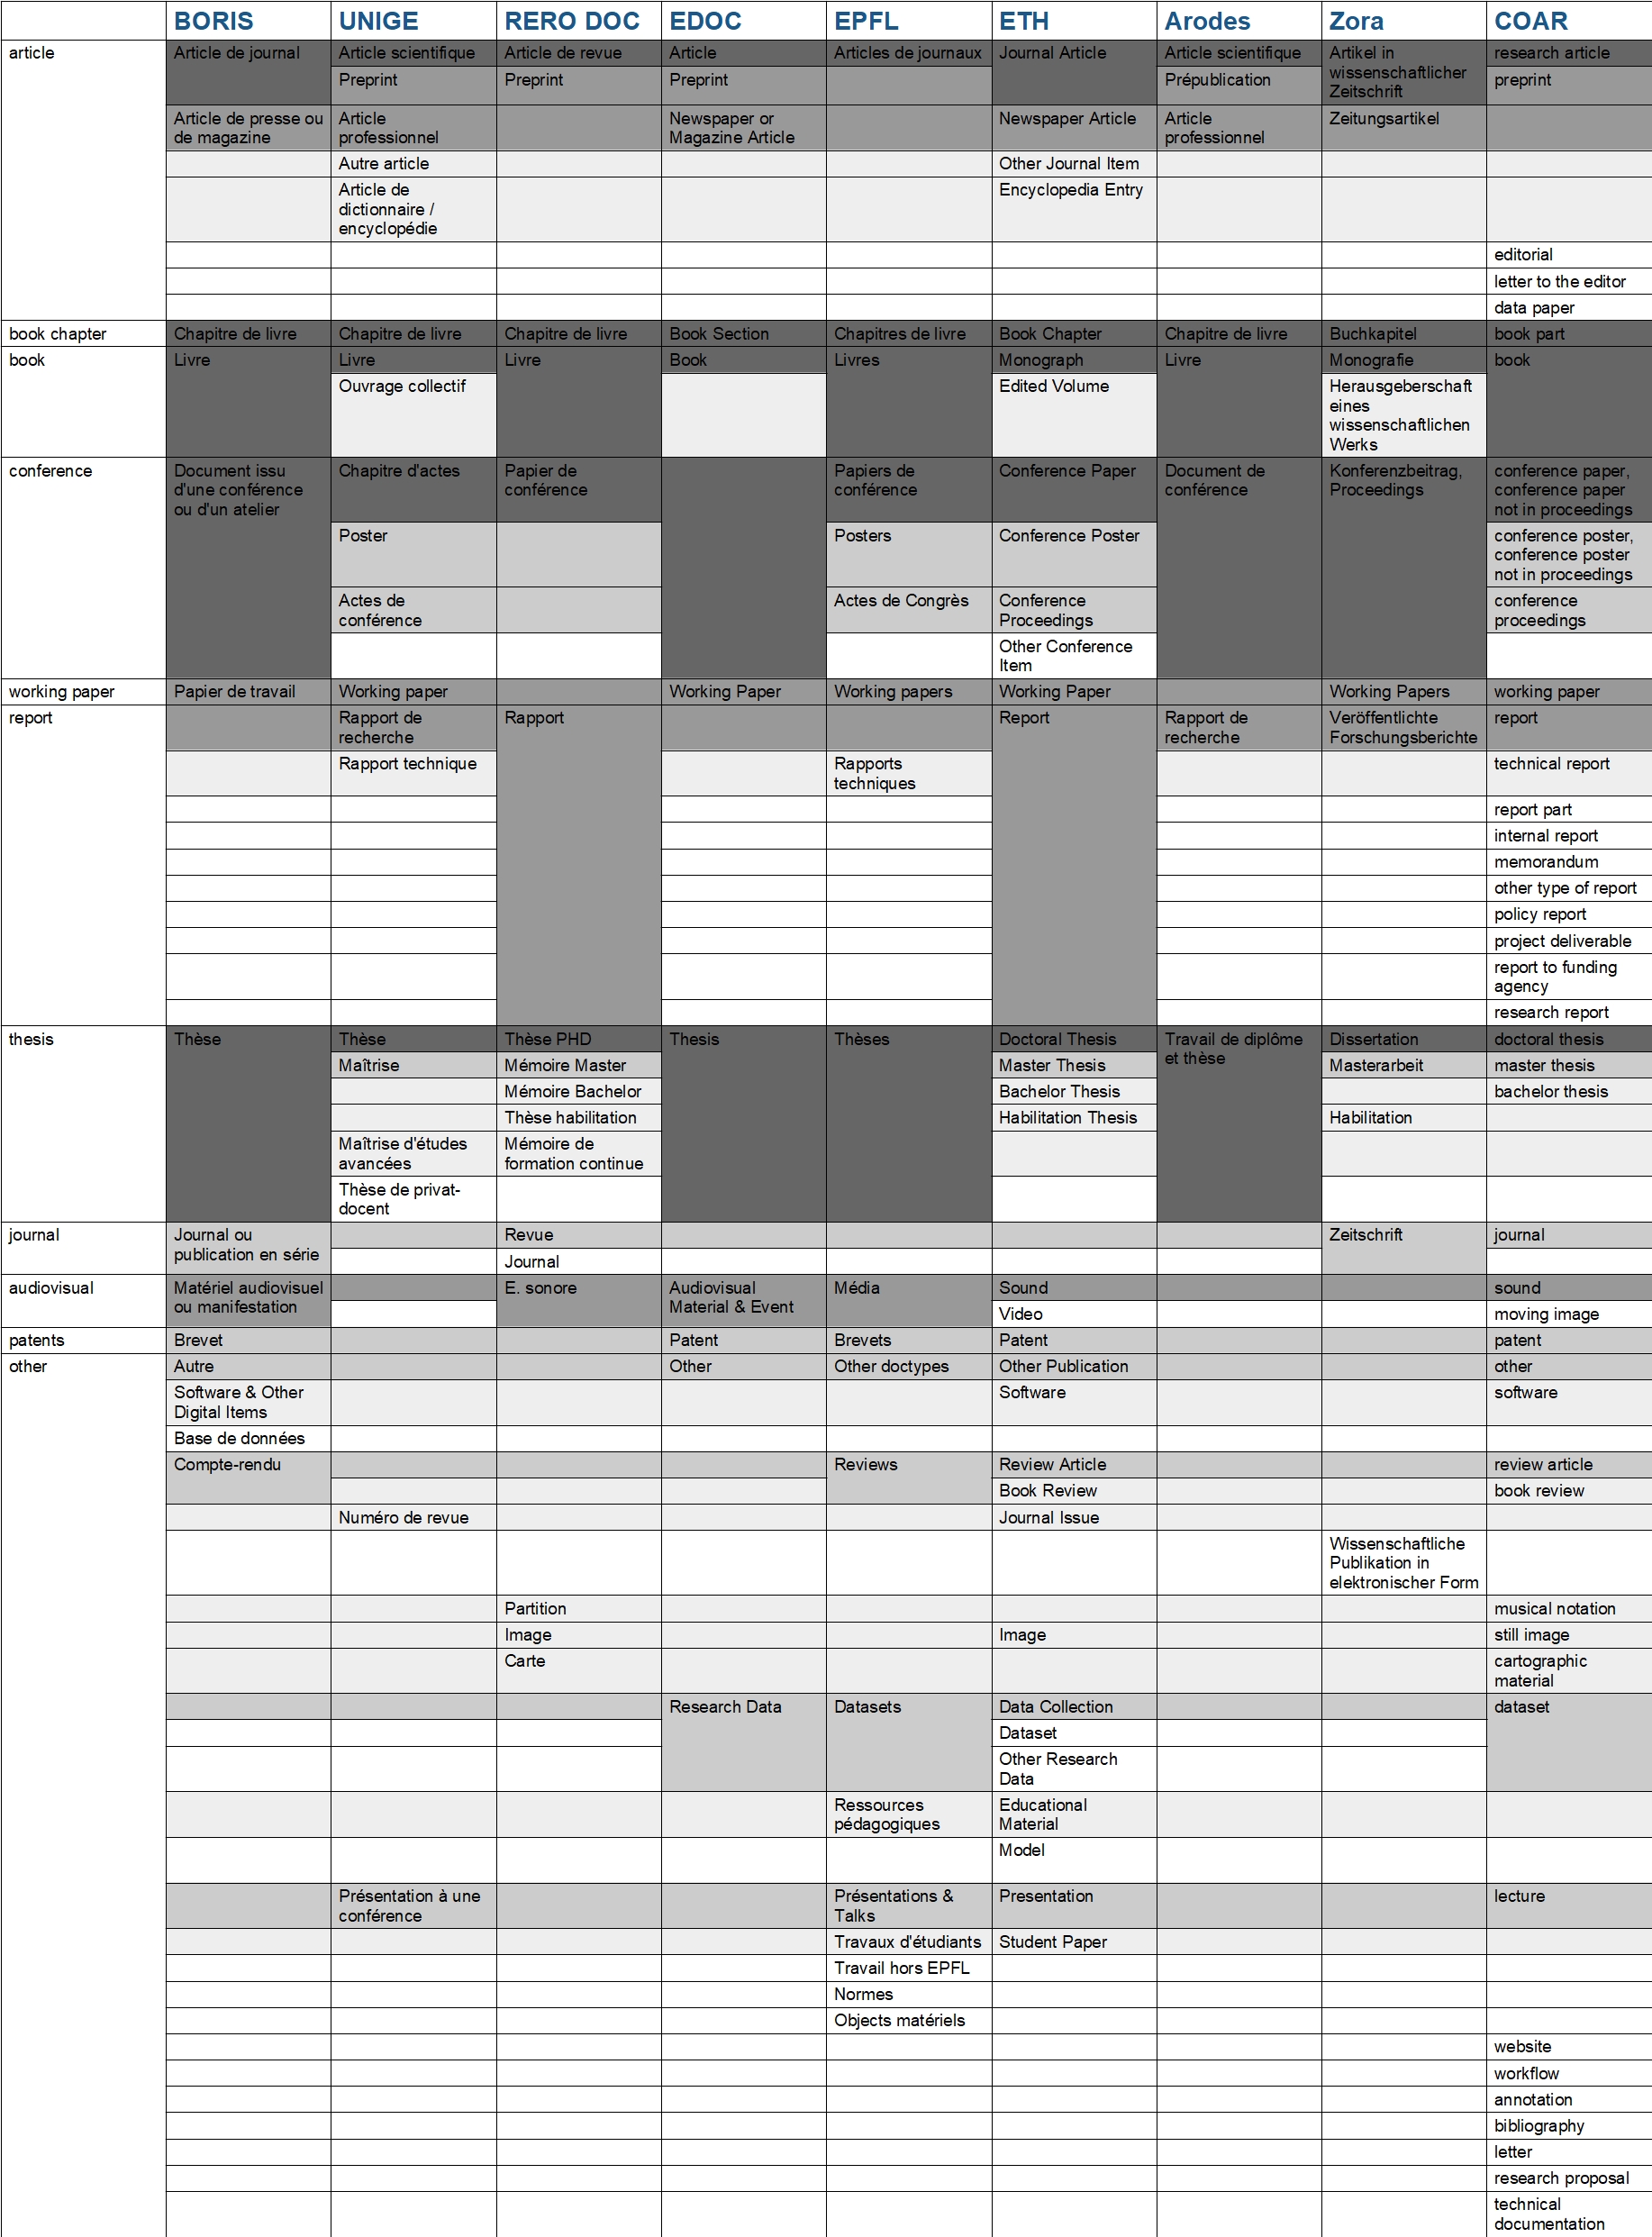 BORIS UNIGE RERO DOC EDOC EPFL ETH Arodes Zora COAR
article Article de journal Article scientifique Article de revue Article Articles de journaux Journal Article Article scientifique Artikel in wissenschaftlicher Zeitschrift research article
Preprint Preprint Preprint Prépublication preprint
Article de presse ou de magazine Article professionnel Newspaper or Magazine Article Newspaper Article Article professionnel Zeitungsartikel
Autre article Other Journal Item
Article de dictionnaire / encyclopédie Encyclopedia Entry
editorial
letter to the editor
data paper
book chapter Chapitre de livre Chapitre de livre Chapitre de livre Book Section Chapitres de livre Book Chapter Chapitre de livre Buchkapitel book part
book Livre Livre Livre Book Livres Monograph Livre Monografie book
Ouvrage collectif Edited Volume Herausgeberschaft eines wissenschaftlichen Werks
conference Document issu d'une conférence ou d'un atelier Chapitre d'actes Papier de conférence Papiers de conférence Conference Paper Document de conférence Konferenzbeitrag, Proceedings conference paper, conference paper not in proceedings
Poster Posters Conference Poster conference poster, conference poster not in proceedings
Actes de conférence Actes de Congrès Conference Proceedings conference proceedings
Other Conference Item
working paper Papier de travail Working paper Working Paper Working papers Working Paper Working Papers working paper
report Rapport de recherche Rapport Report Rapport de recherche Veröffentlichte Forschungsberichte report
Rapport technique Rapports techniques technical report
report part
internal report
memorandum
other type of report
policy report
project deliverable
report to funding agency
research report
thesis Thèse Thèse Thèse PHD Thesis Thèses Doctoral Thesis Travail de diplôme et thèse Dissertation doctoral thesis
Maîtrise Mémoire Master Master Thesis Masterarbeit master thesis
Mémoire Bachelor Bachelor Thesis bachelor thesis
Thèse habilitation Habilitation Thesis Habilitation
Maîtrise d'études avancées Mémoire de formation continue
Thèse de privat-docent
journal Journal ou publication en série Revue Zeitschrift journal
Journal
audiovisual Matériel audiovisuel ou manifestation E. sonore Audiovisual Material & Event Média Sound sound
Video moving image
patents Brevet Patent Brevets Patent patent
other Autre Other Other doctypes Other Publication other
Software & Other Digital Items Software software
Base de données
Compte-rendu Reviews Review Article review article
Book Review book review
Numéro de revue Journal Issue
Wissenschaftliche Publikation in elektronischer Form
Partition musical notation
Image Image still image
Carte cartographic material
Research Data Datasets Data Collection dataset
Dataset
Other Research Data
Ressources pédagogiques Educational Material
Model
Présentation à une conférence Présentations & Talks Presentation lecture
Travaux d'étudiants Student Paper
Travail hors EPFL
Normes
Objects matériels
website
workflow
annotation
bibliography
letter
research proposal
technical documentation